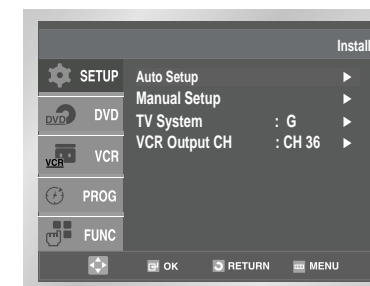 Install
SETUP
DVD
DVD
VCR
VCR
PROG
FUNC
Auto Setup ►
Manual Setup ►
TV System : G ►
VCR Output CH : CH 36 ►
OK RETURN MENU